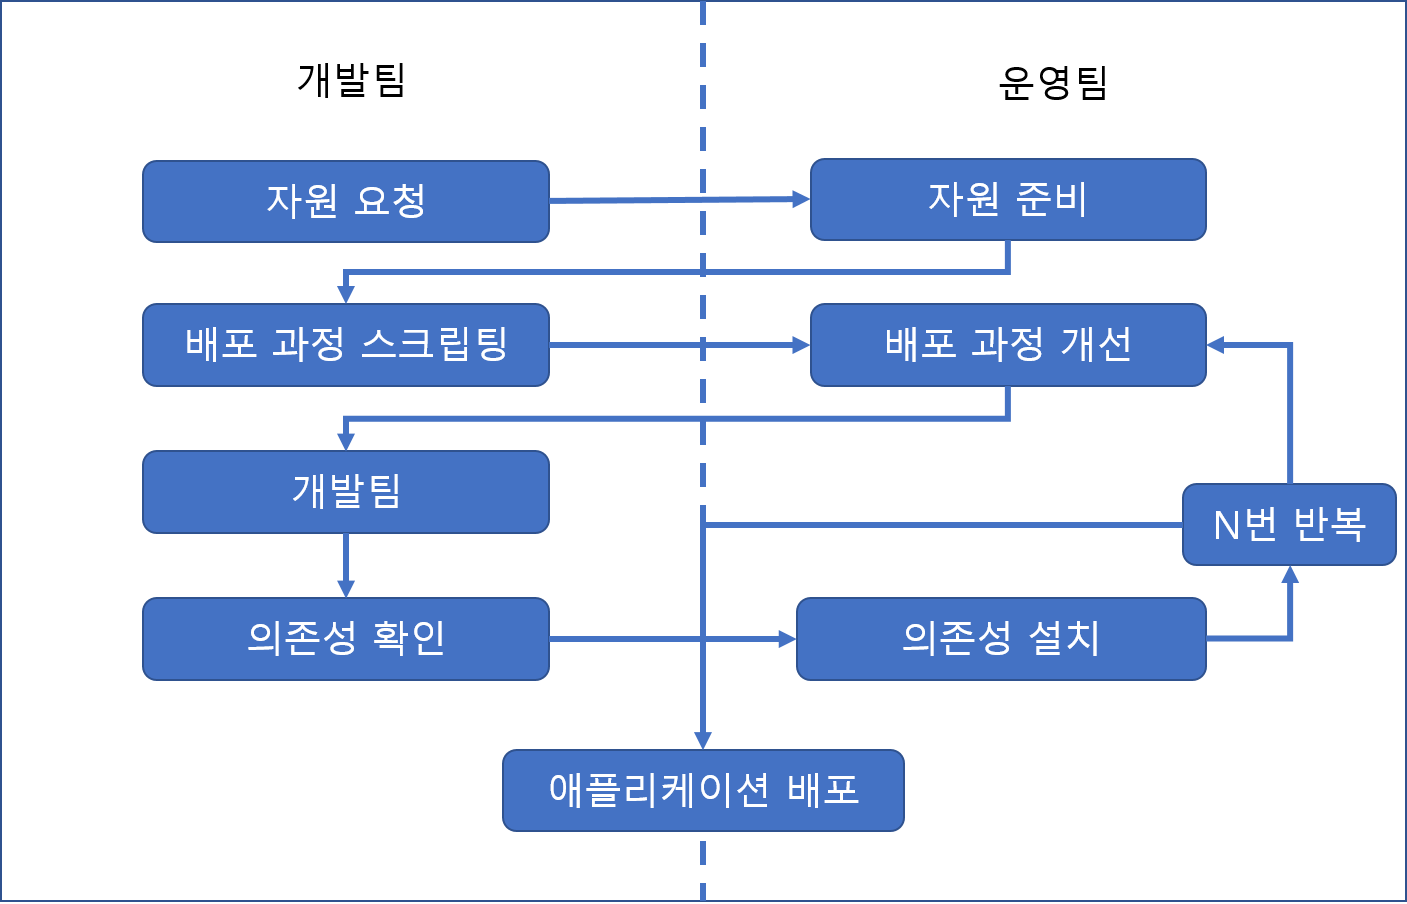 개발팀
운영팀
자원 요청
자원 준비
배포 과정 스크립팅
배포 과정 개선
개발팀
N번 반복
의존성 확인
의존성 설치
애플리케이션 배포